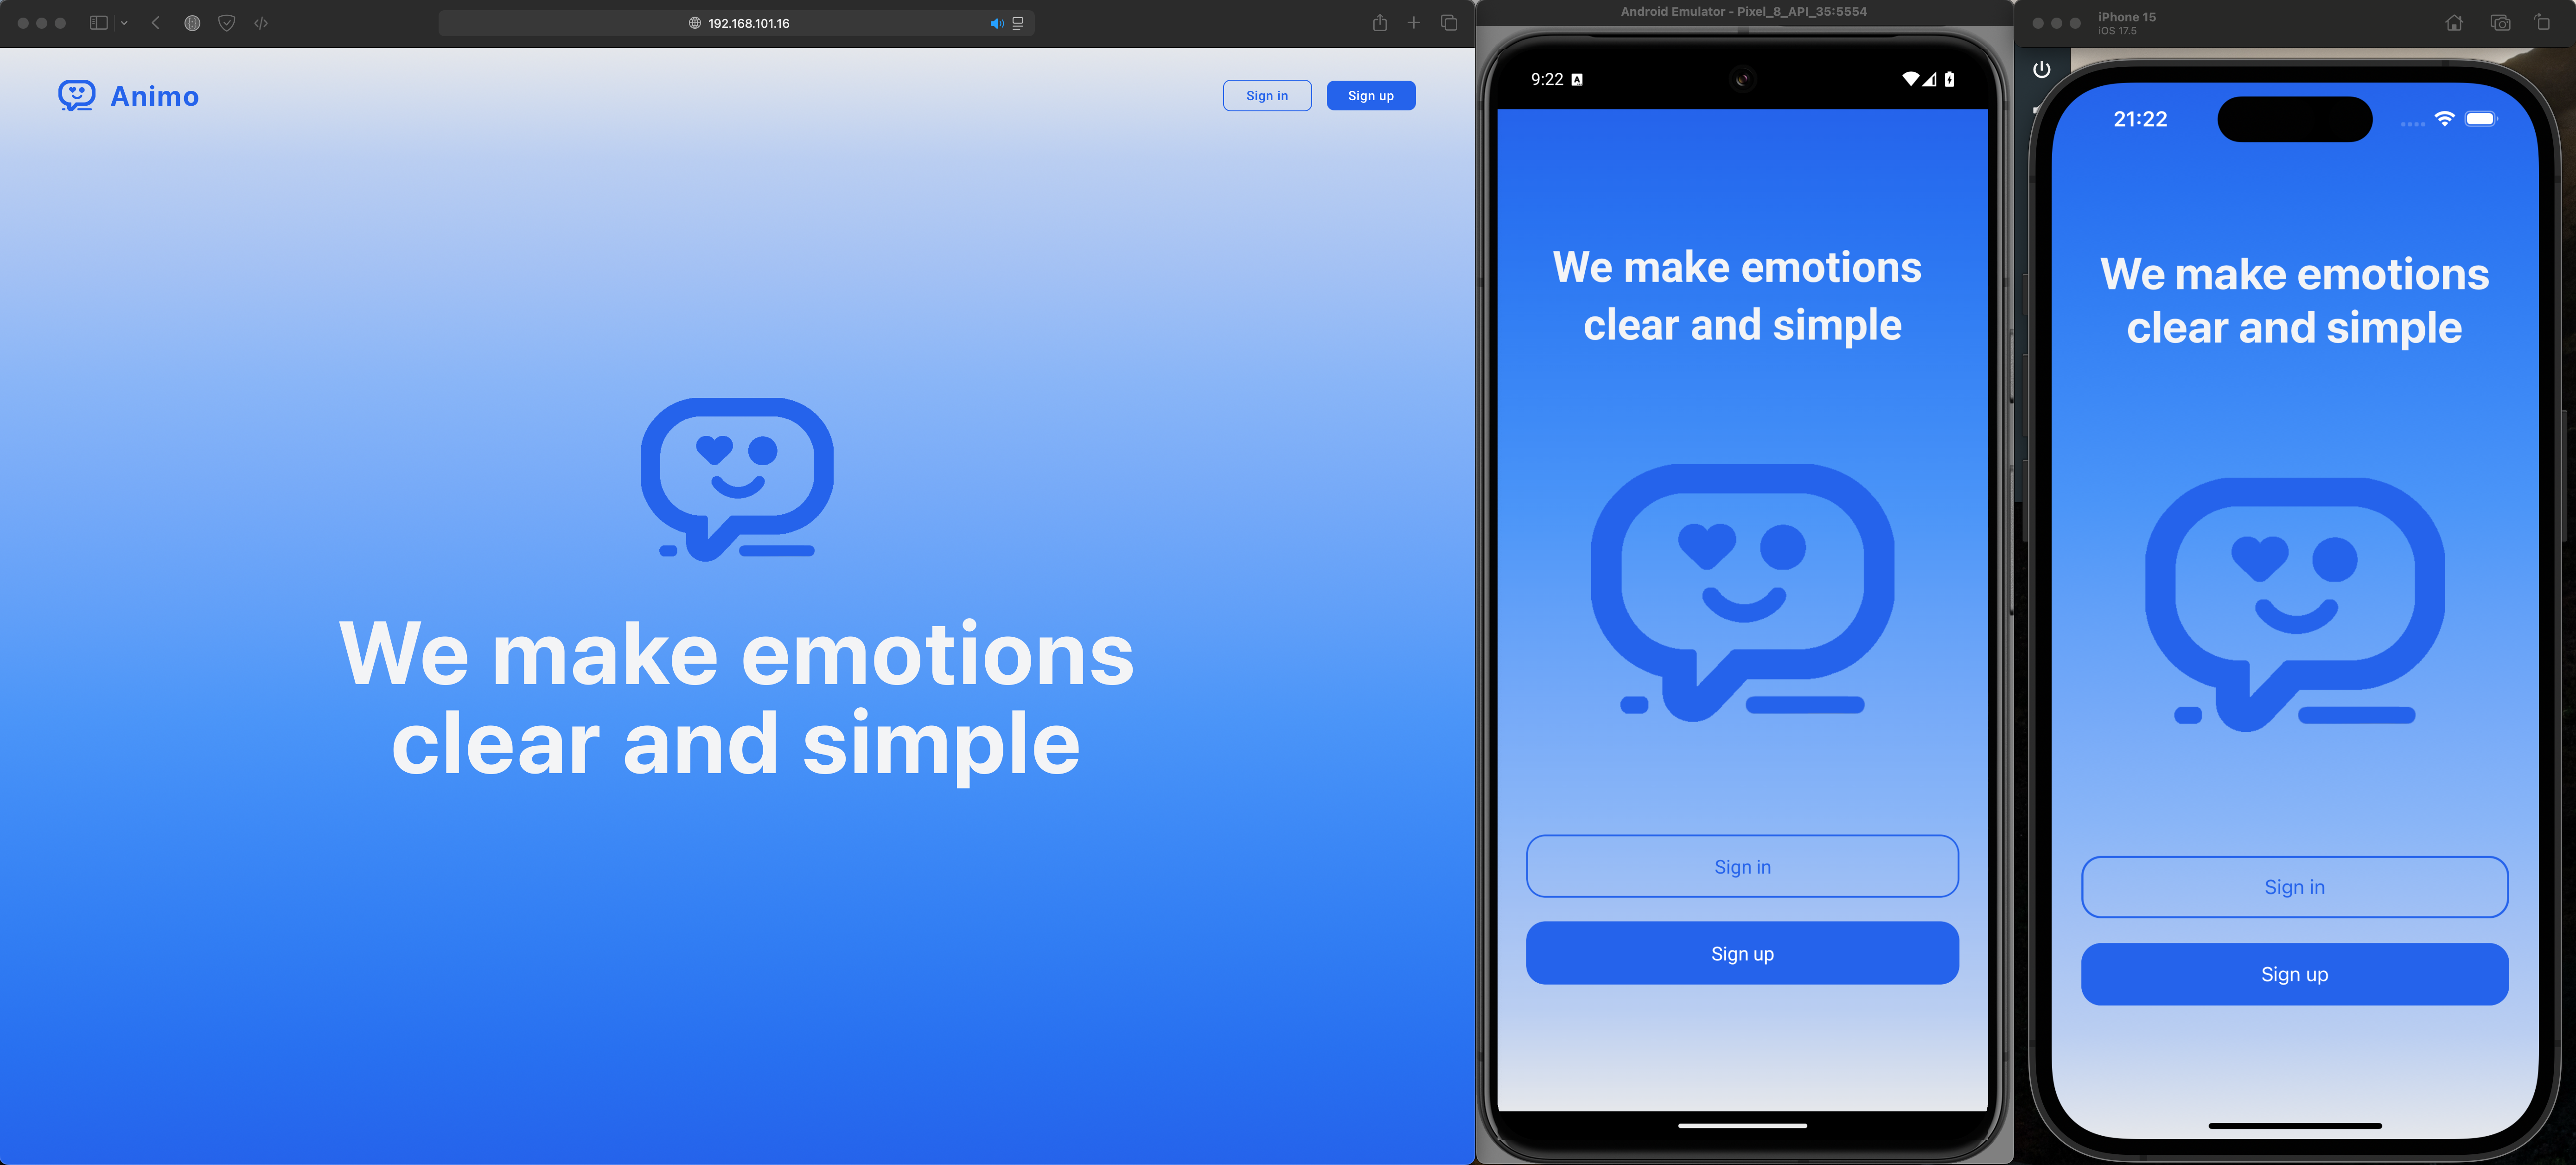 192.168.101.16
Animo
Sign in
Sign up
We make emotions
clear and simple
Android Emulator - Pixel_8_API_35:5554
9:22
We make emotions
clear and simple
Sign in
Sign up
iPhone 15
iOS 17.5
21:22
We make emotions
clear and simple
Sign in
Sign up